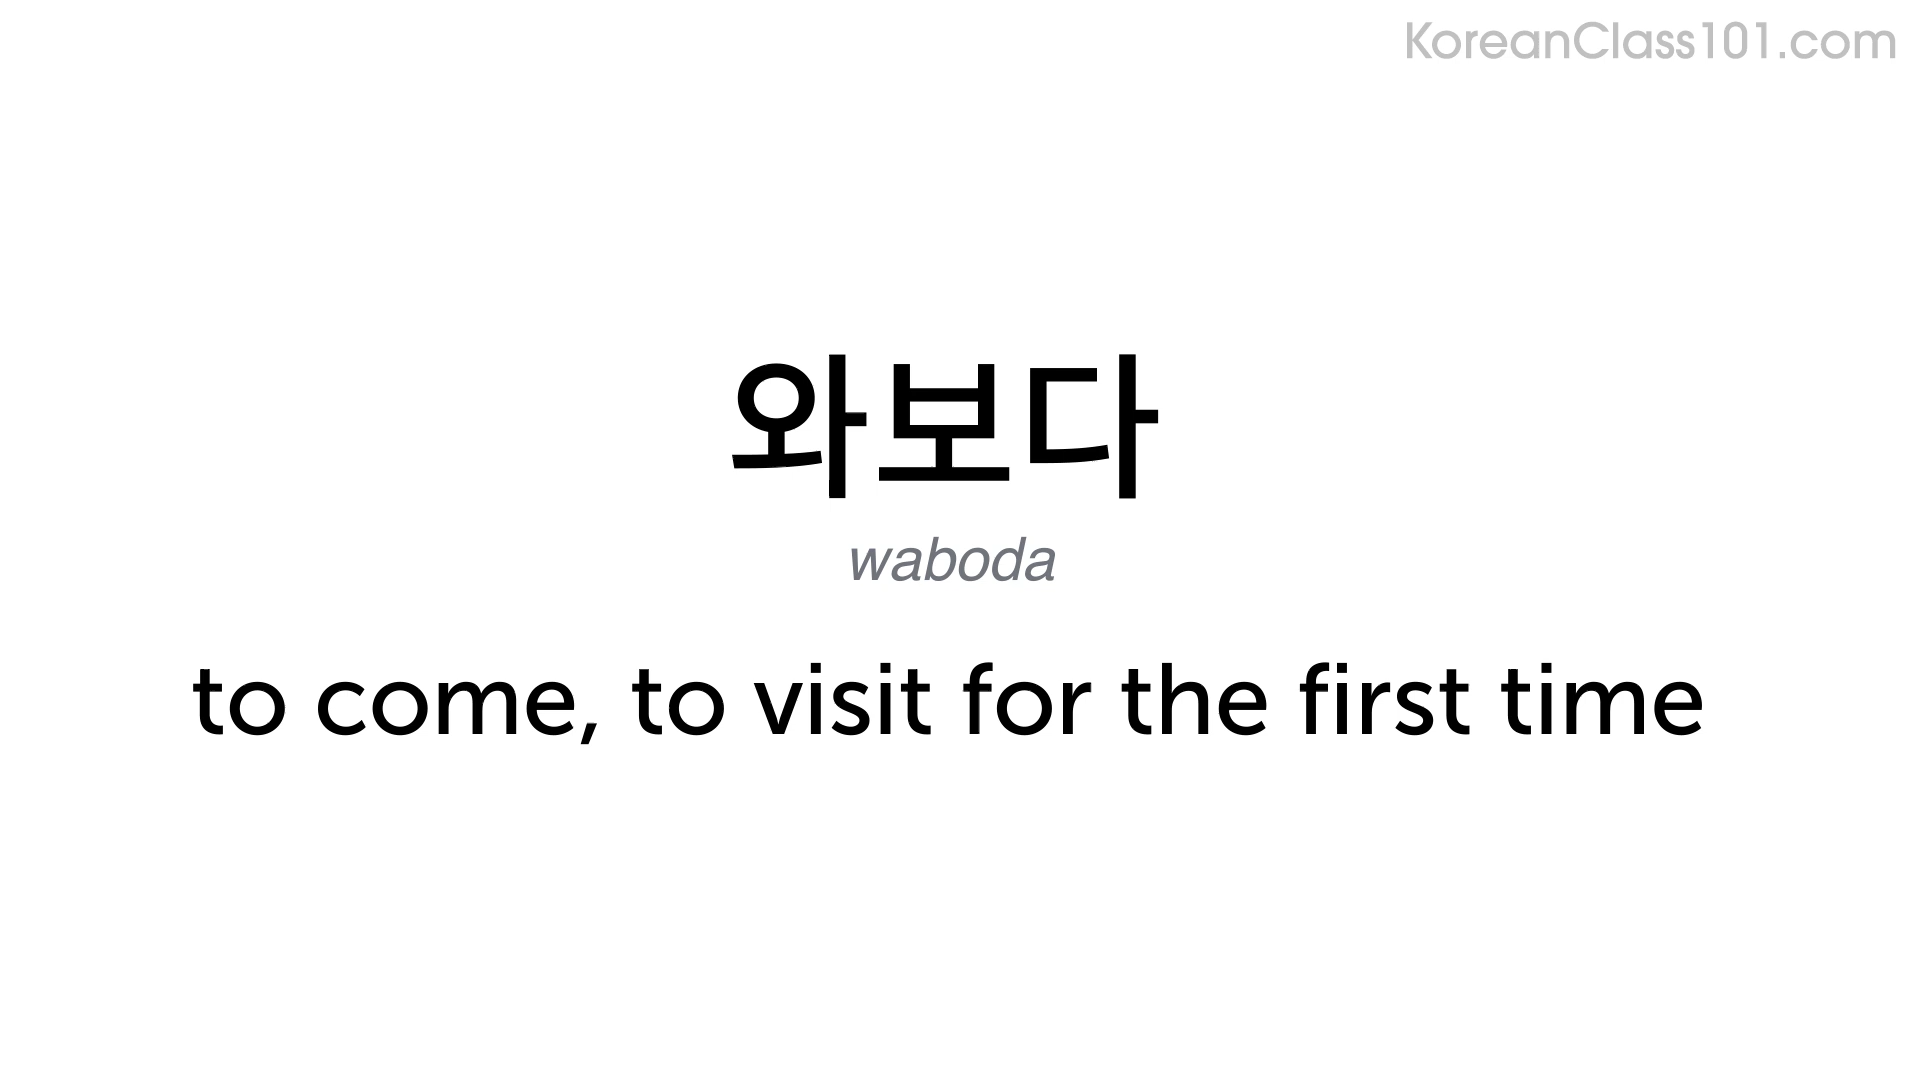 KoreanClass101.com
와보다
waboda
to come, to visit for the first time